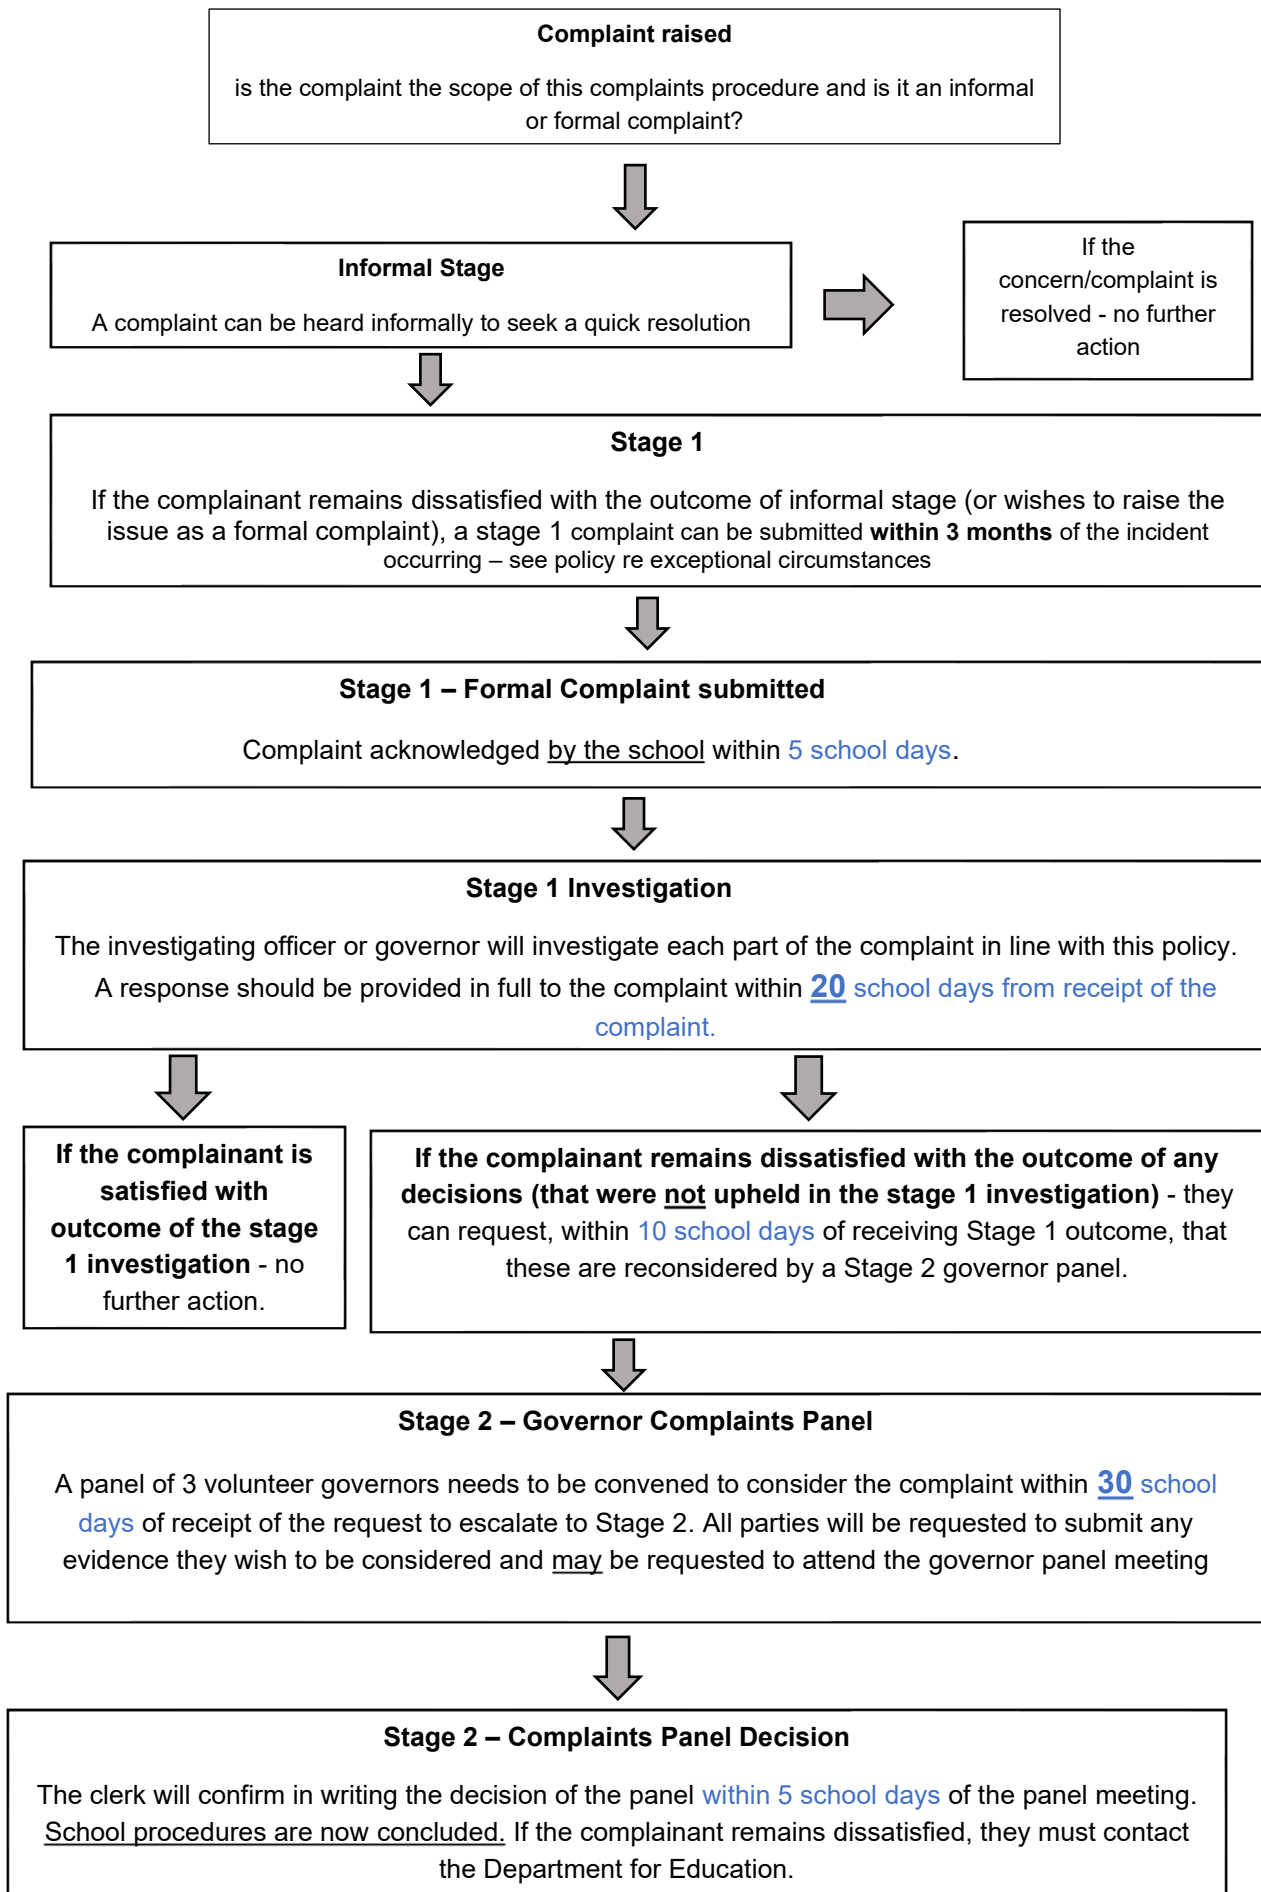 Complaint raised
is the complaint the scope of this complaints procedure and is it an informal
or formal complaint?
Informal Stage
A complaint can be heard informally to seek a quick resolution
If the
concern/complaint is
resolved - no further
action
Stage 1
If the complainant remains dissatisfied with the outcome of informal stage (or wishes to raise the
issue as a formal complaint), a stage 1 complaint can be submitted within 3 months of the incident
occurring – see policy re exceptional circumstances
Stage 1 – Formal Complaint submitted
Complaint acknowledged by the school within 5 school days.
Stage 1 Investigation
The investigating officer or governor will investigate each part of the complaint in line with this policy.
A response should be provided in full to the complaint within 20 school days from receipt of the
complaint.
If the complainant is
satisfied with
outcome of the stage
1 investigation - no
further action.
If the complainant remains dissatisfied with the outcome of any
decisions (that were not upheld in the stage 1 investigation) - they
can request, within 10 school days of receiving Stage 1 outcome, that
these are reconsidered by a Stage 2 governor panel.
Stage 2 – Governor Complaints Panel
A panel of 3 volunteer governors needs to be convened to consider the complaint within 30 school
days of receipt of the request to escalate to Stage 2. All parties will be requested to submit any
evidence they wish to be considered and may be requested to attend the governor panel meeting
Stage 2 – Complaints Panel Decision
The clerk will confirm in writing the decision of the panel within 5 school days of the panel meeting.
School procedures are now concluded. If the complainant remains dissatisfied, they must contact
the Department for Education.